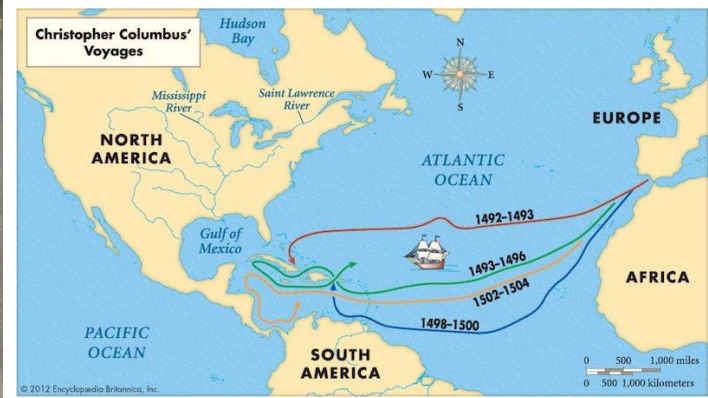 Christopher Columbus'
Voyages
Hudson
Bay
N
W
E
S
Mississippi
River
Saint Lawrence
River
EUROPE
NORTH
AMERICA
ATLANTIC
OCEAN
1492–1493
Gulf of
Mexico
1493–1496
1502–1504
AFRICA
1498–1500
PACIFIC
OCEAN
SOUTH
AMERICA
0 500 1,000 miles
0 500 1,000 kilometers
© 2012 Encyclopædia Britannica, Inc.